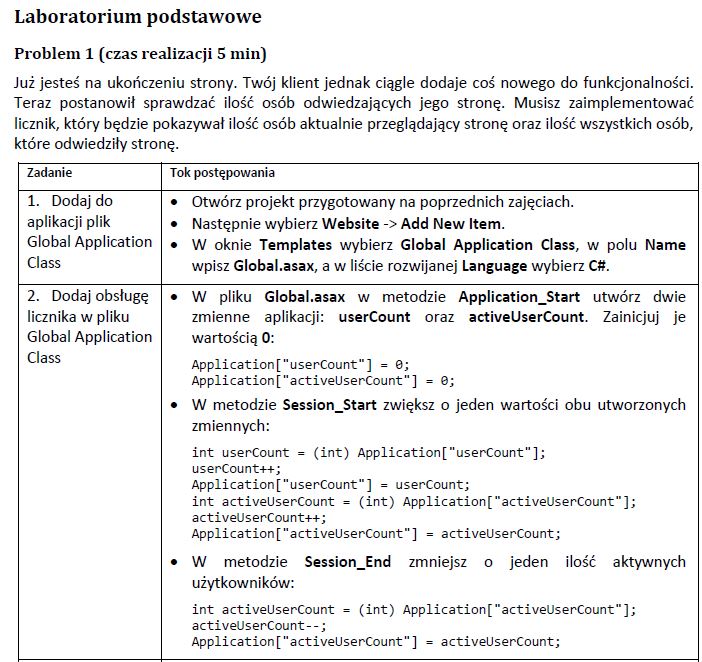 Laboratorium podstawowe
Problem 1 (czas realizacji 5 min)
Już jesteś na ukończeniu strony. Twój klient jednak ciągle dodaje coś nowego do funkcjonalności.
Teraz postanowił sprawdzać ilość osób odwiedzających jego stronę. Musisz zaimplementować
licznik, który będzie pokazywał ilość osób aktualnie przeglądający stronę oraz ilość wszystkich osób,
które odwiedziły stronę.
Zadanie
Tok postępowania
1. Dodaj do
aplikacji plik
Global Application
Class
• Otwórz projekt przygotowany na poprzednich zajęciach.
• Następnie wybierz Website -> Add New Item.
• W oknie Templates wybierz Global Application Class, w polu Name
wpisz Global.asax, a w liście rozwijanej Language wybierz C#.
2. Dodaj obsługę
licznika w pliku
Global Application
Class
• W pliku Global.asax w metodzie Application_Start utwórz dwie
zmienne aplikacji: userCount oraz activeUserCount. Zainicjuj je
wartością 0:
Application["userCount"] = 0;
Application["activeUserCount"] = 0;
• W metodzie Session_Start zwiększ o jeden wartości obu utworzonych
zmiennych:
int userCount = (int) Application["userCount"];
userCount++;
Application["userCount"] = userCount;
int activeUserCount = (int) Application["activeUserCount"];
activeUserCount++;
Application["activeUserCount"] = activeUserCount;
• W metodzie Session_End zmniejsz o jeden ilość aktywnych
użytkowników:
int activeUserCount = (int) Application["activeUserCount"];
activeUserCount--;
Application["activeUserCount"] = activeUserCount;